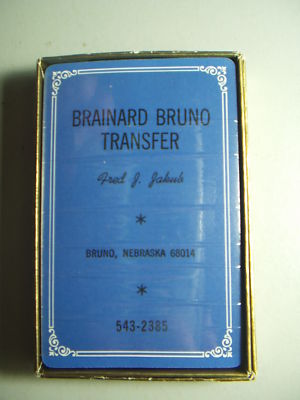 BRAINARD BRUNO
TRANSFER
Fred J. Jakub
*
BRUNO, NEBRASKA 68014
*
543-2385